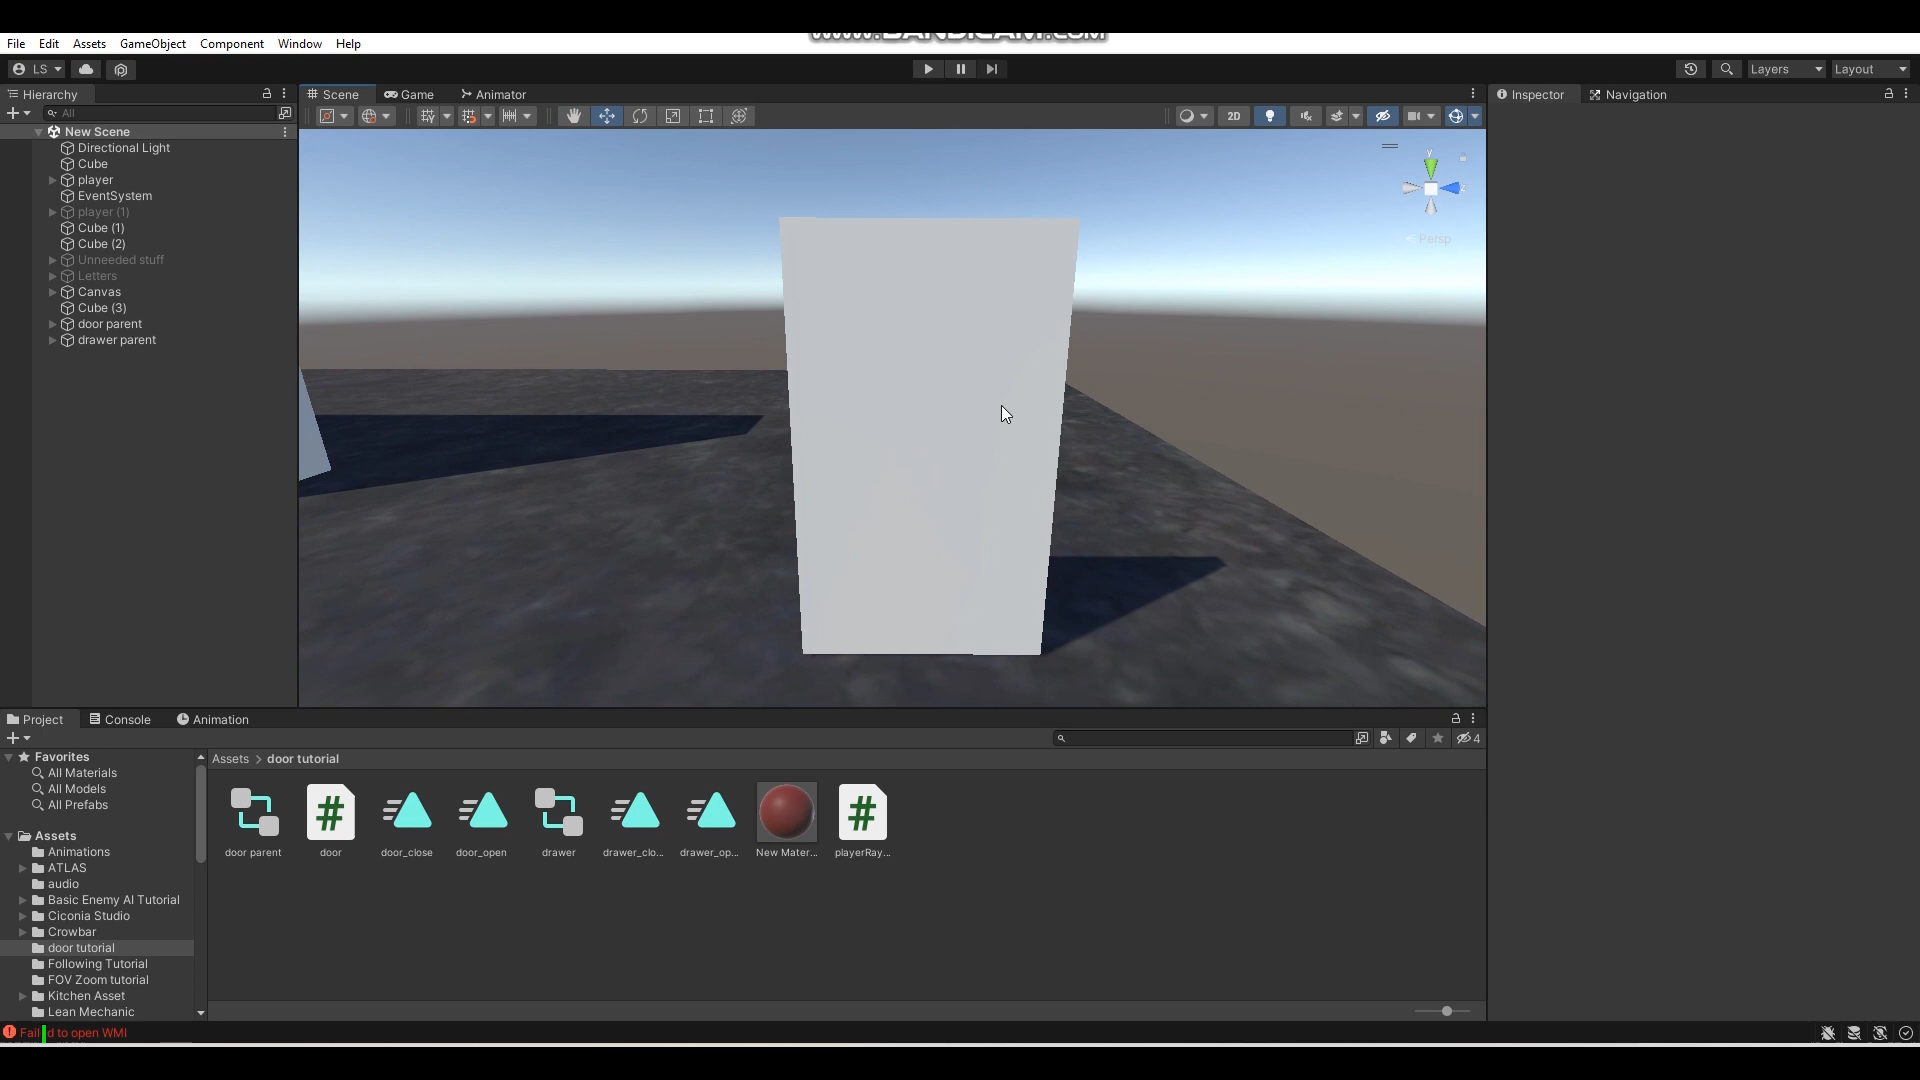 www.BANDICAM.com
File Edit Assets GameObject Component Window Help
LS
Layers Layout
Hierarchy
All
New Scene
Directional Light
Cube
player
EventSystem
player (1)
Cube (1)
Cube (2)
Unneeded stuff
Letters
Canvas
Cube (3)
door parent
drawer parent
Scene Game Animator
2D
y
z
Persp
Inspector Navigation
Project Console Animation
4
Favorites
All Materials
All Models
All Prefabs
Assets
Animations
ATLAS
audio
Basic Enemy AI Tutorial
Ciconia Studio
Crowbar
door tutorial
Following Tutorial
FOV Zoom tutorial
Kitchen Asset
Lean Mechanic
Assets > door tutorial
door parent door door_close door_open drawer drawer_clo... drawer_op... New Mater... playerRay...
Failed to open WMI